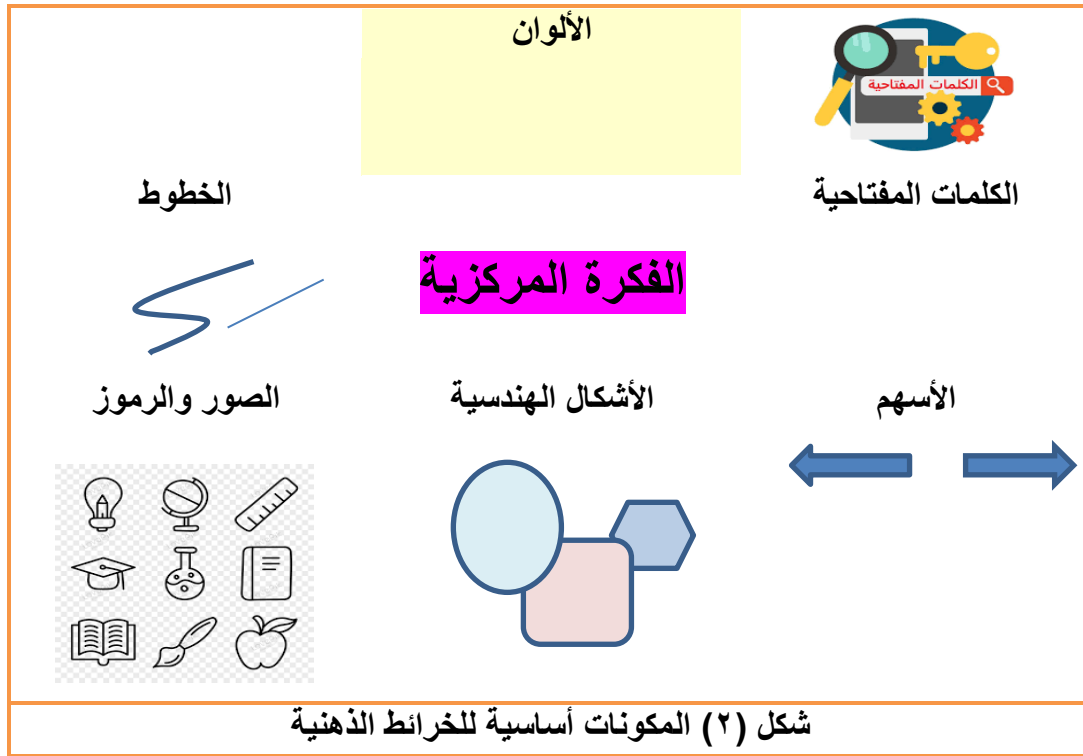 الألوان
الكلمات المفتاحية
الكلمات المفتاحية
الخطوط
الفكرة المركزية
الأسهم
الأشكال الهندسية
الصور والرموز
شكل (٢) المكونات أساسية للخرائط الذهنية